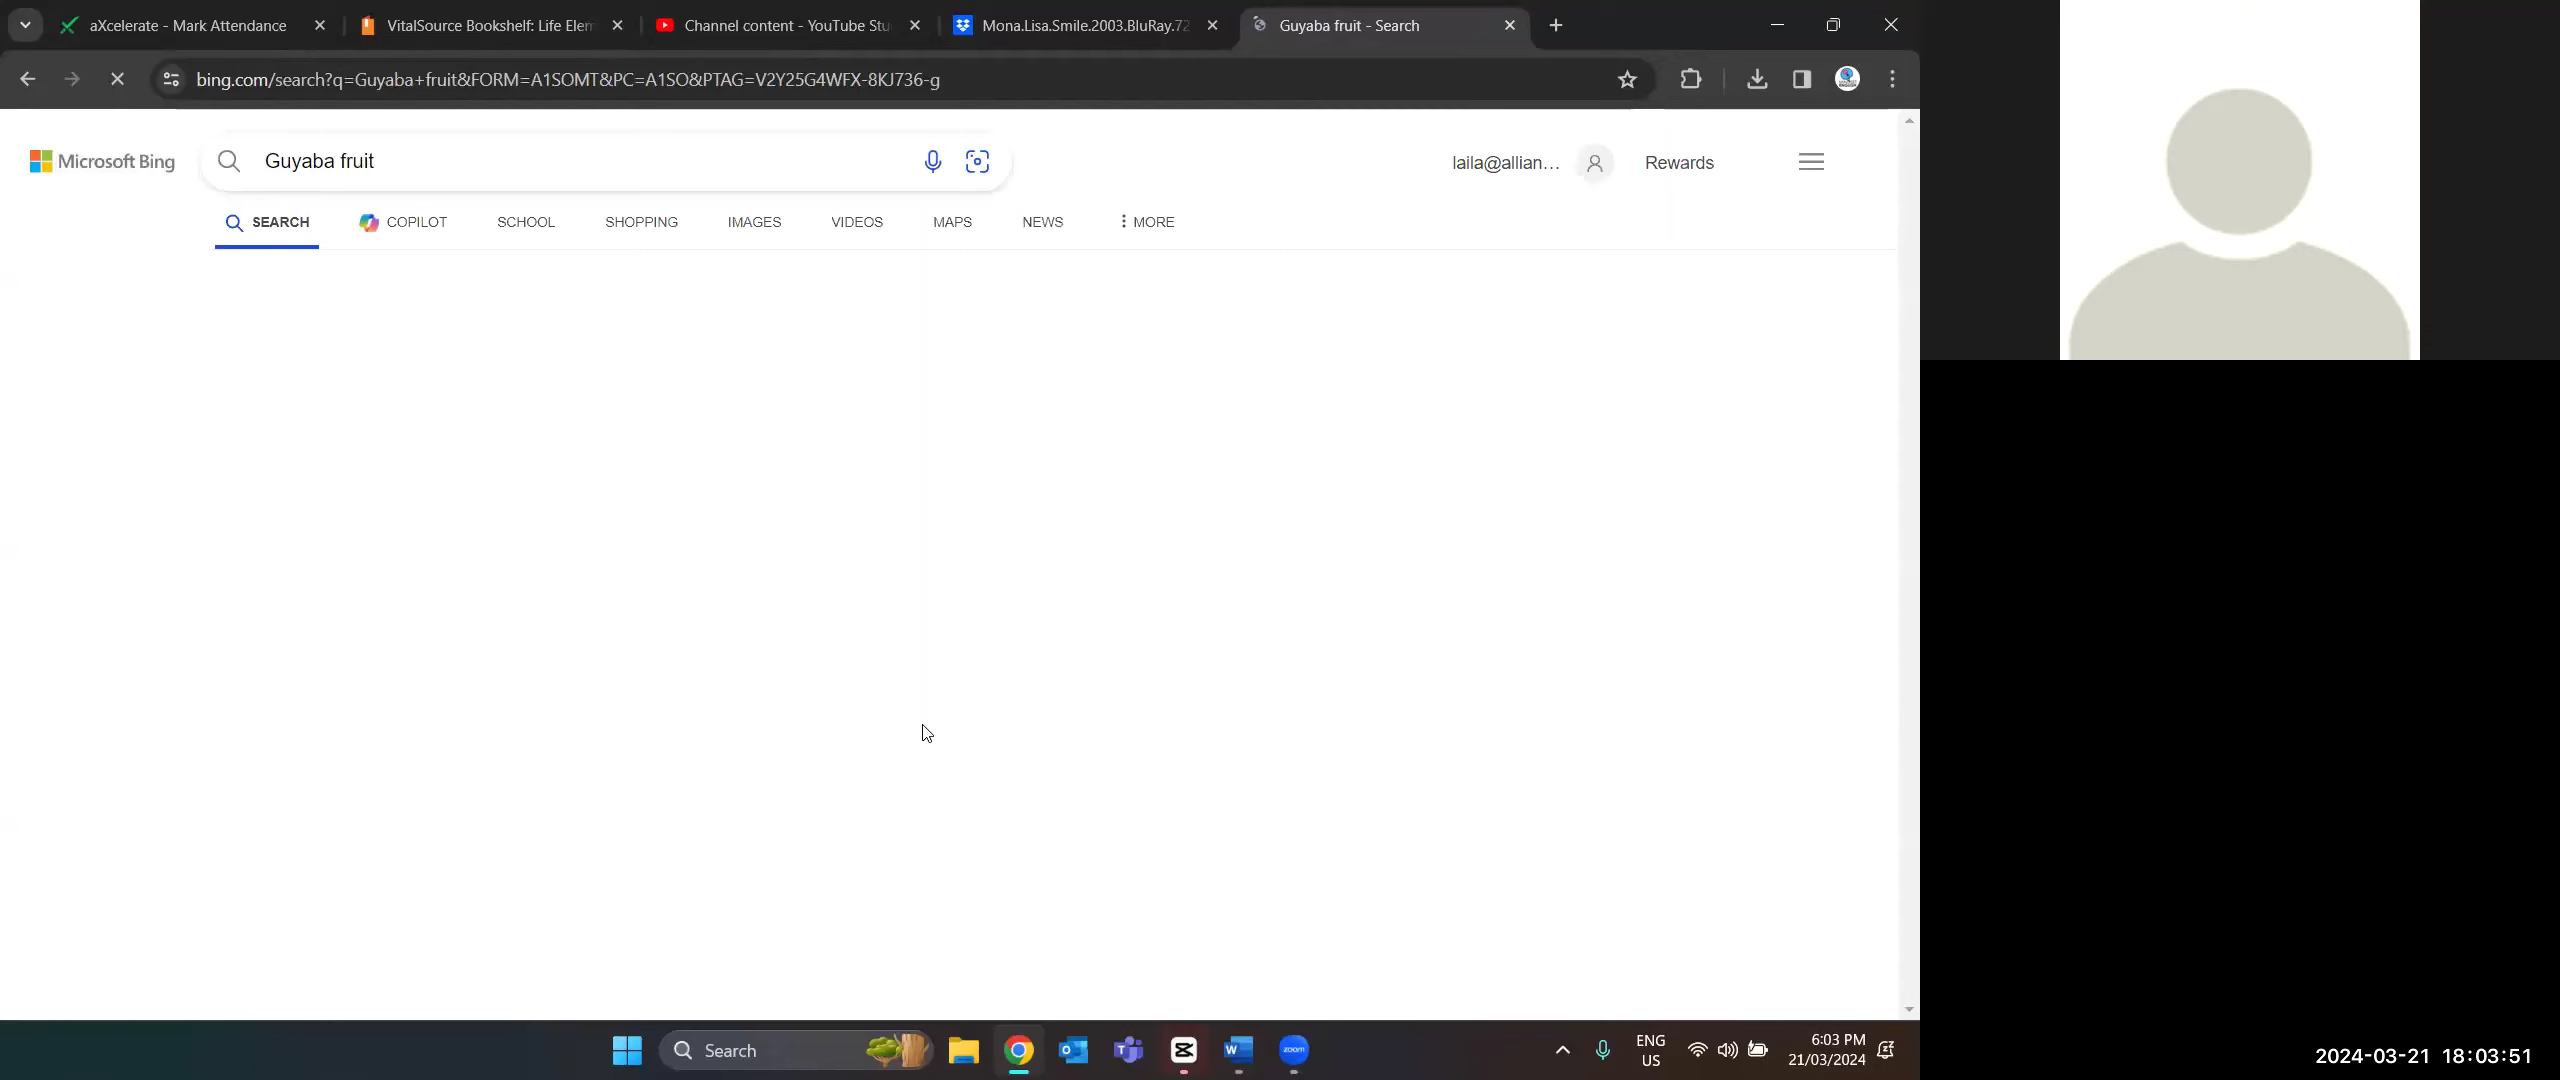 aXcelerate - Mark Attendance
VitalSource Bookshelf: Life Elem
Channel content - YouTube Stu
Mona.Lisa.Smile.2003.BluRay.72
Guyaba fruit - Search
bing.com/search?q=Guyaba+fruit&FORM=A1SOMT&PC=A1SO&PTAG=V2Y25G4WFX-8KJ736-g
Microsoft Bing
Guyaba fruit
laila@allian...
Rewards
SEARCH
COPILOT
SCHOOL
SHOPPING
IMAGES
VIDEOS
MAPS
NEWS
MORE
Search
zoom
ENG
US
6:03 PM
21/03/2024
2024-03-21 18:03:51